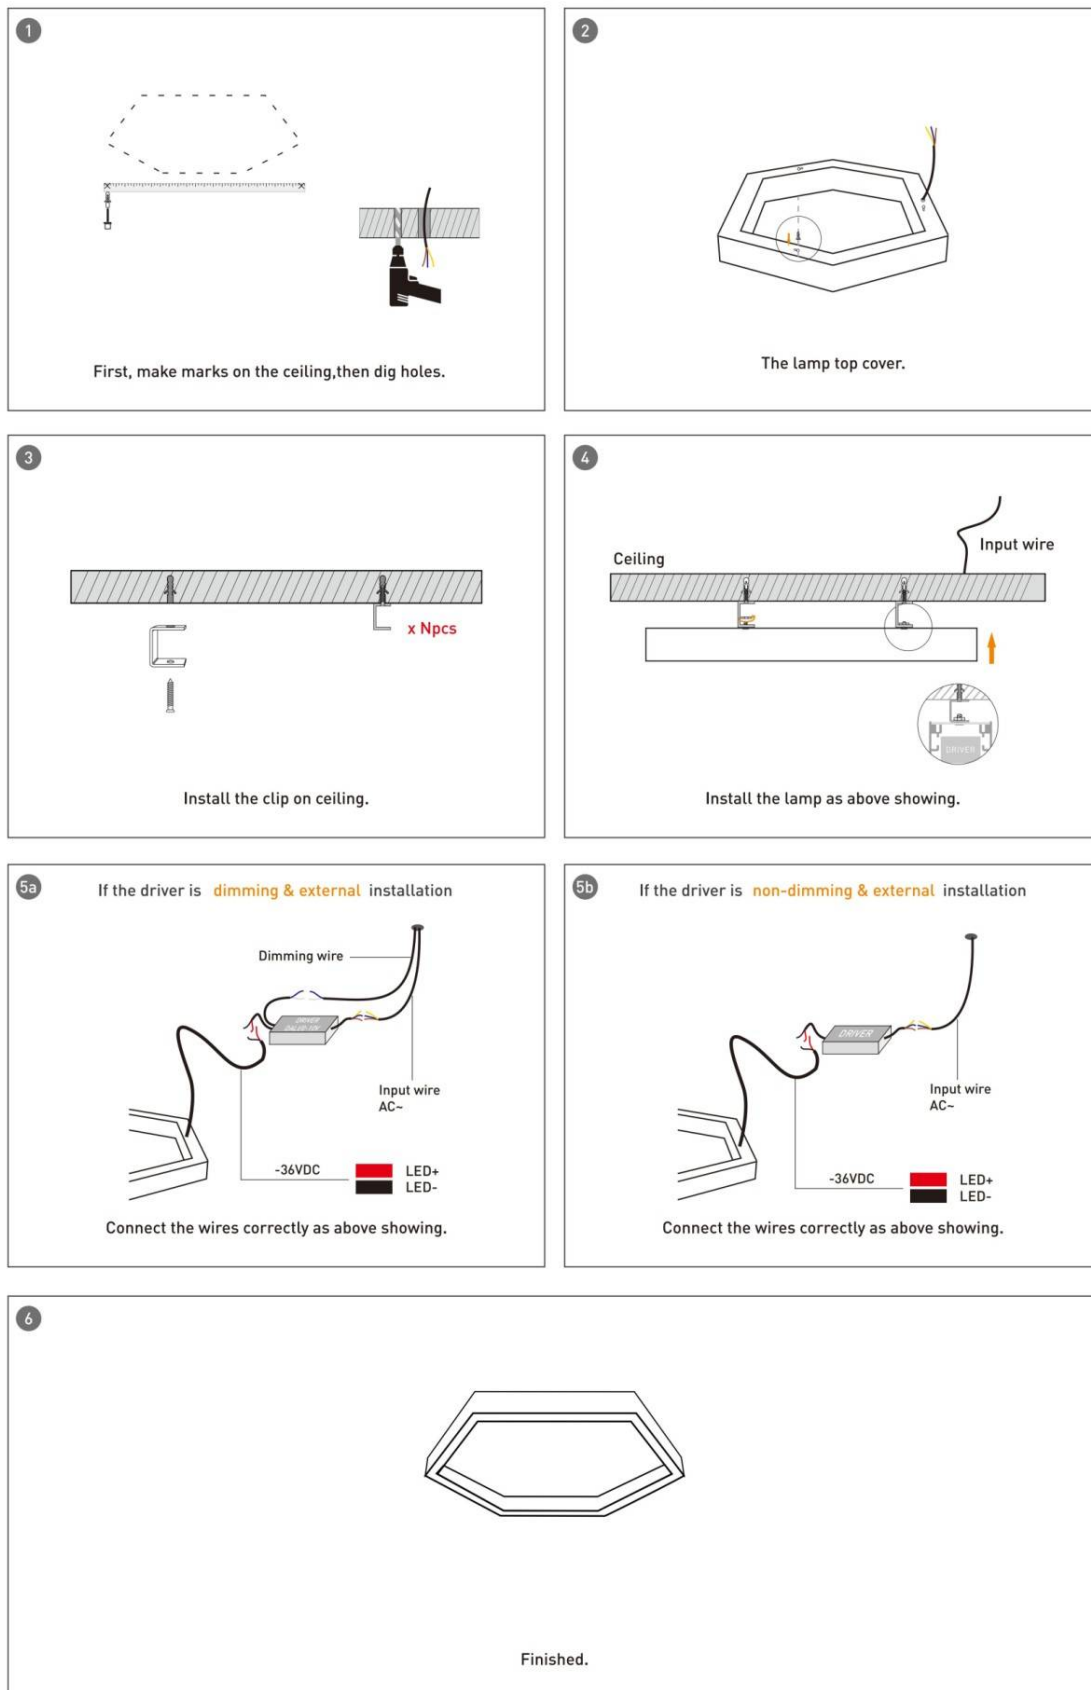 1
First, make marks on the ceiling,then dig holes.
2
The lamp top cover.
3
x Npcs
Install the clip on ceiling.
4
Ceiling
Input wire
DRIVER
Install the lamp as above showing.
5a
If the driver is dimming & external installation
Dimming wire
DRIVER
DALI/0-10V
Input wire
AC~
-36VDC
LED+
LED-
Connect the wires correctly as above showing.
5b
If the driver is non-dimming & external installation
DRIVER
Input wire
AC~
-36VDC
LED+
LED-
Connect the wires correctly as above showing.
6
Finished.